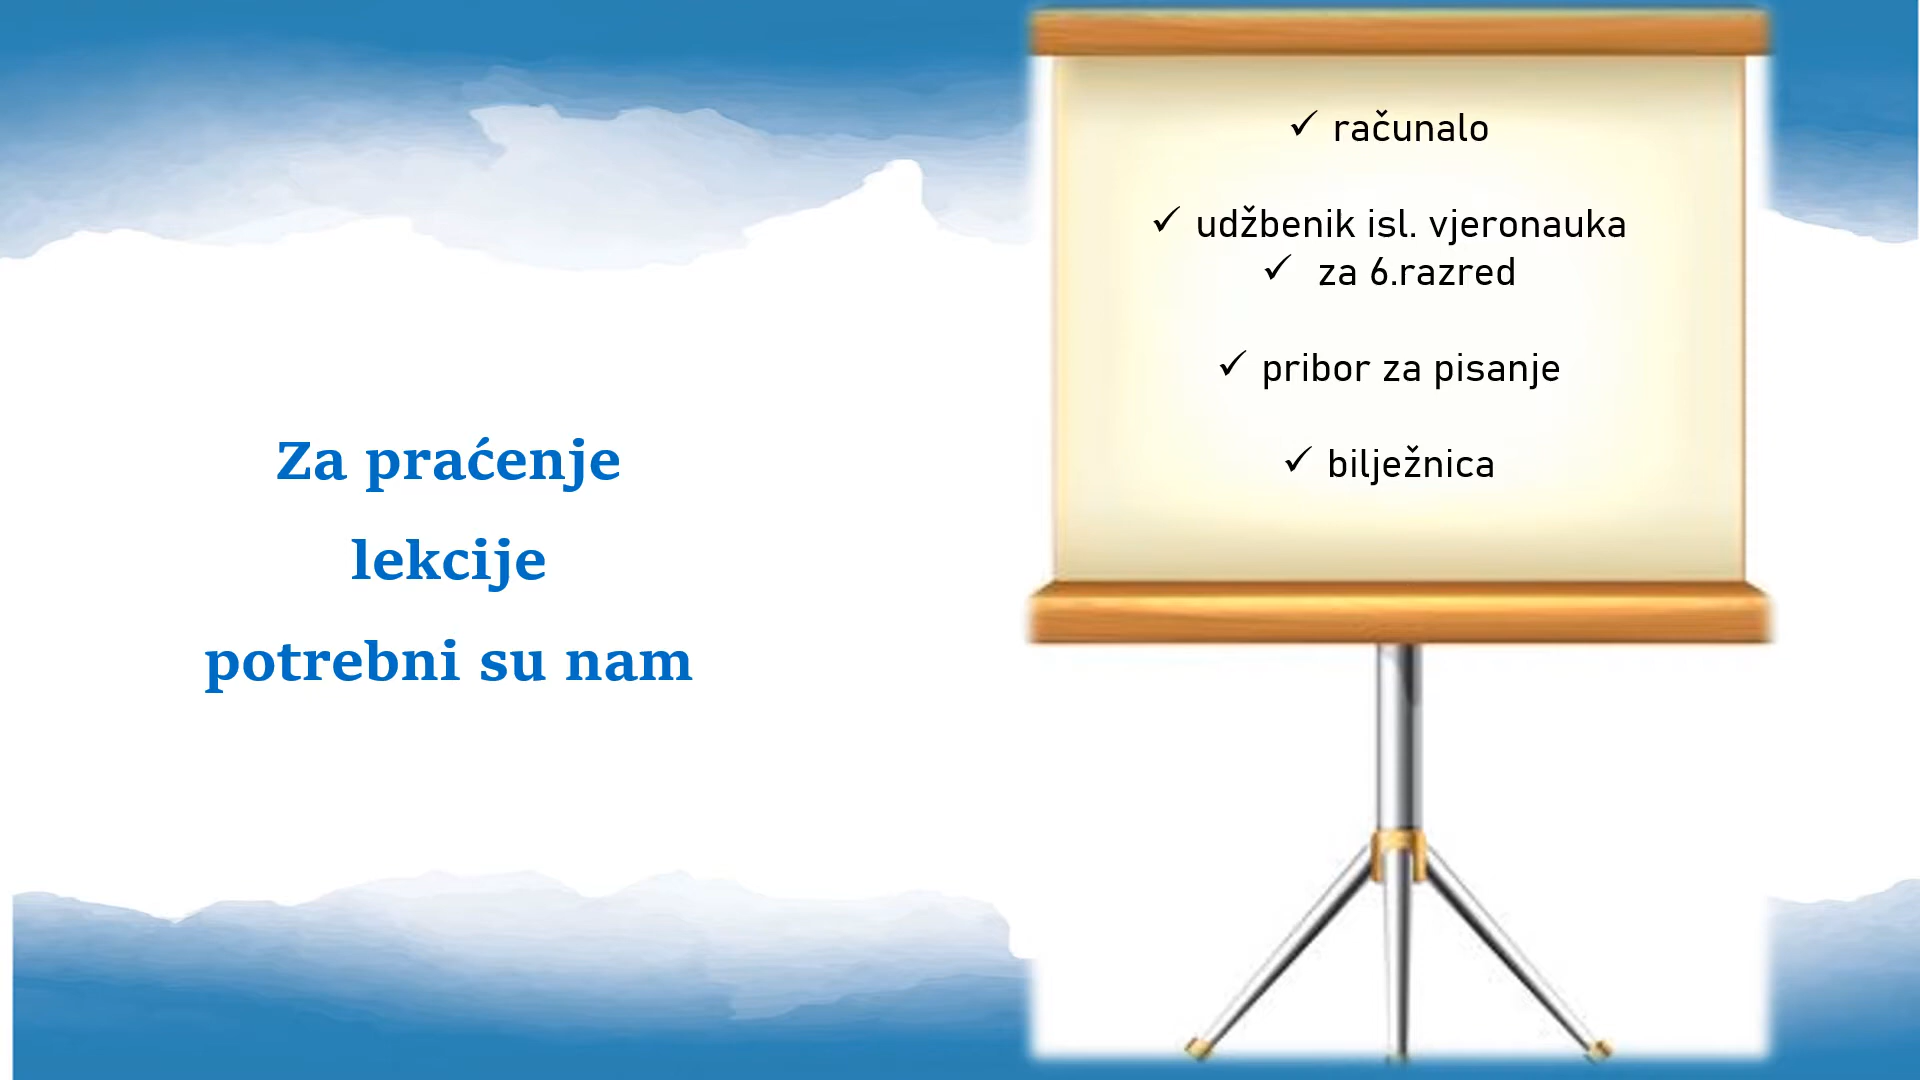 Za praćenje
lekcije
potrebni su nam
✓ računalo
✓ udžbenik isl. vjeronauka
✓ za 6.razred
✓ pribor za pisanje
✓ bilježnica